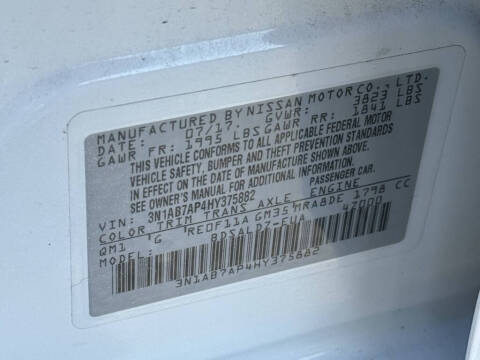 MANUFACTURED BY NISSAN MOTOR CO., LTD.
DATE: 07/17 GVWR: 3823 LBS
GAWR FR: 1995 LBS GAWR RR: 1841 LBS
THIS VEHICLE CONFORMS TO ALL APPLICABLE FEDERAL MOTOR
VEHICLE SAFETY, BUMPER AND THEFT PREVENTION STANDARDS
IN EFFECT ON THE DATE OF MANUFACTURE SHOWN ABOVE.
SEE OWNER'S MANUAL FOR ADDITIONAL INFORMATION.
VIN: 3N1AB7AP4HY375882 PASSENGER CAR.
COLOR TRIM TRANS AXLE ENGINE
QM1 G RE0F11A GM35 MRA8DE 1798 CC
MODEL: BDSALD7-EUA 47000
3N1AB7AP4HY375882